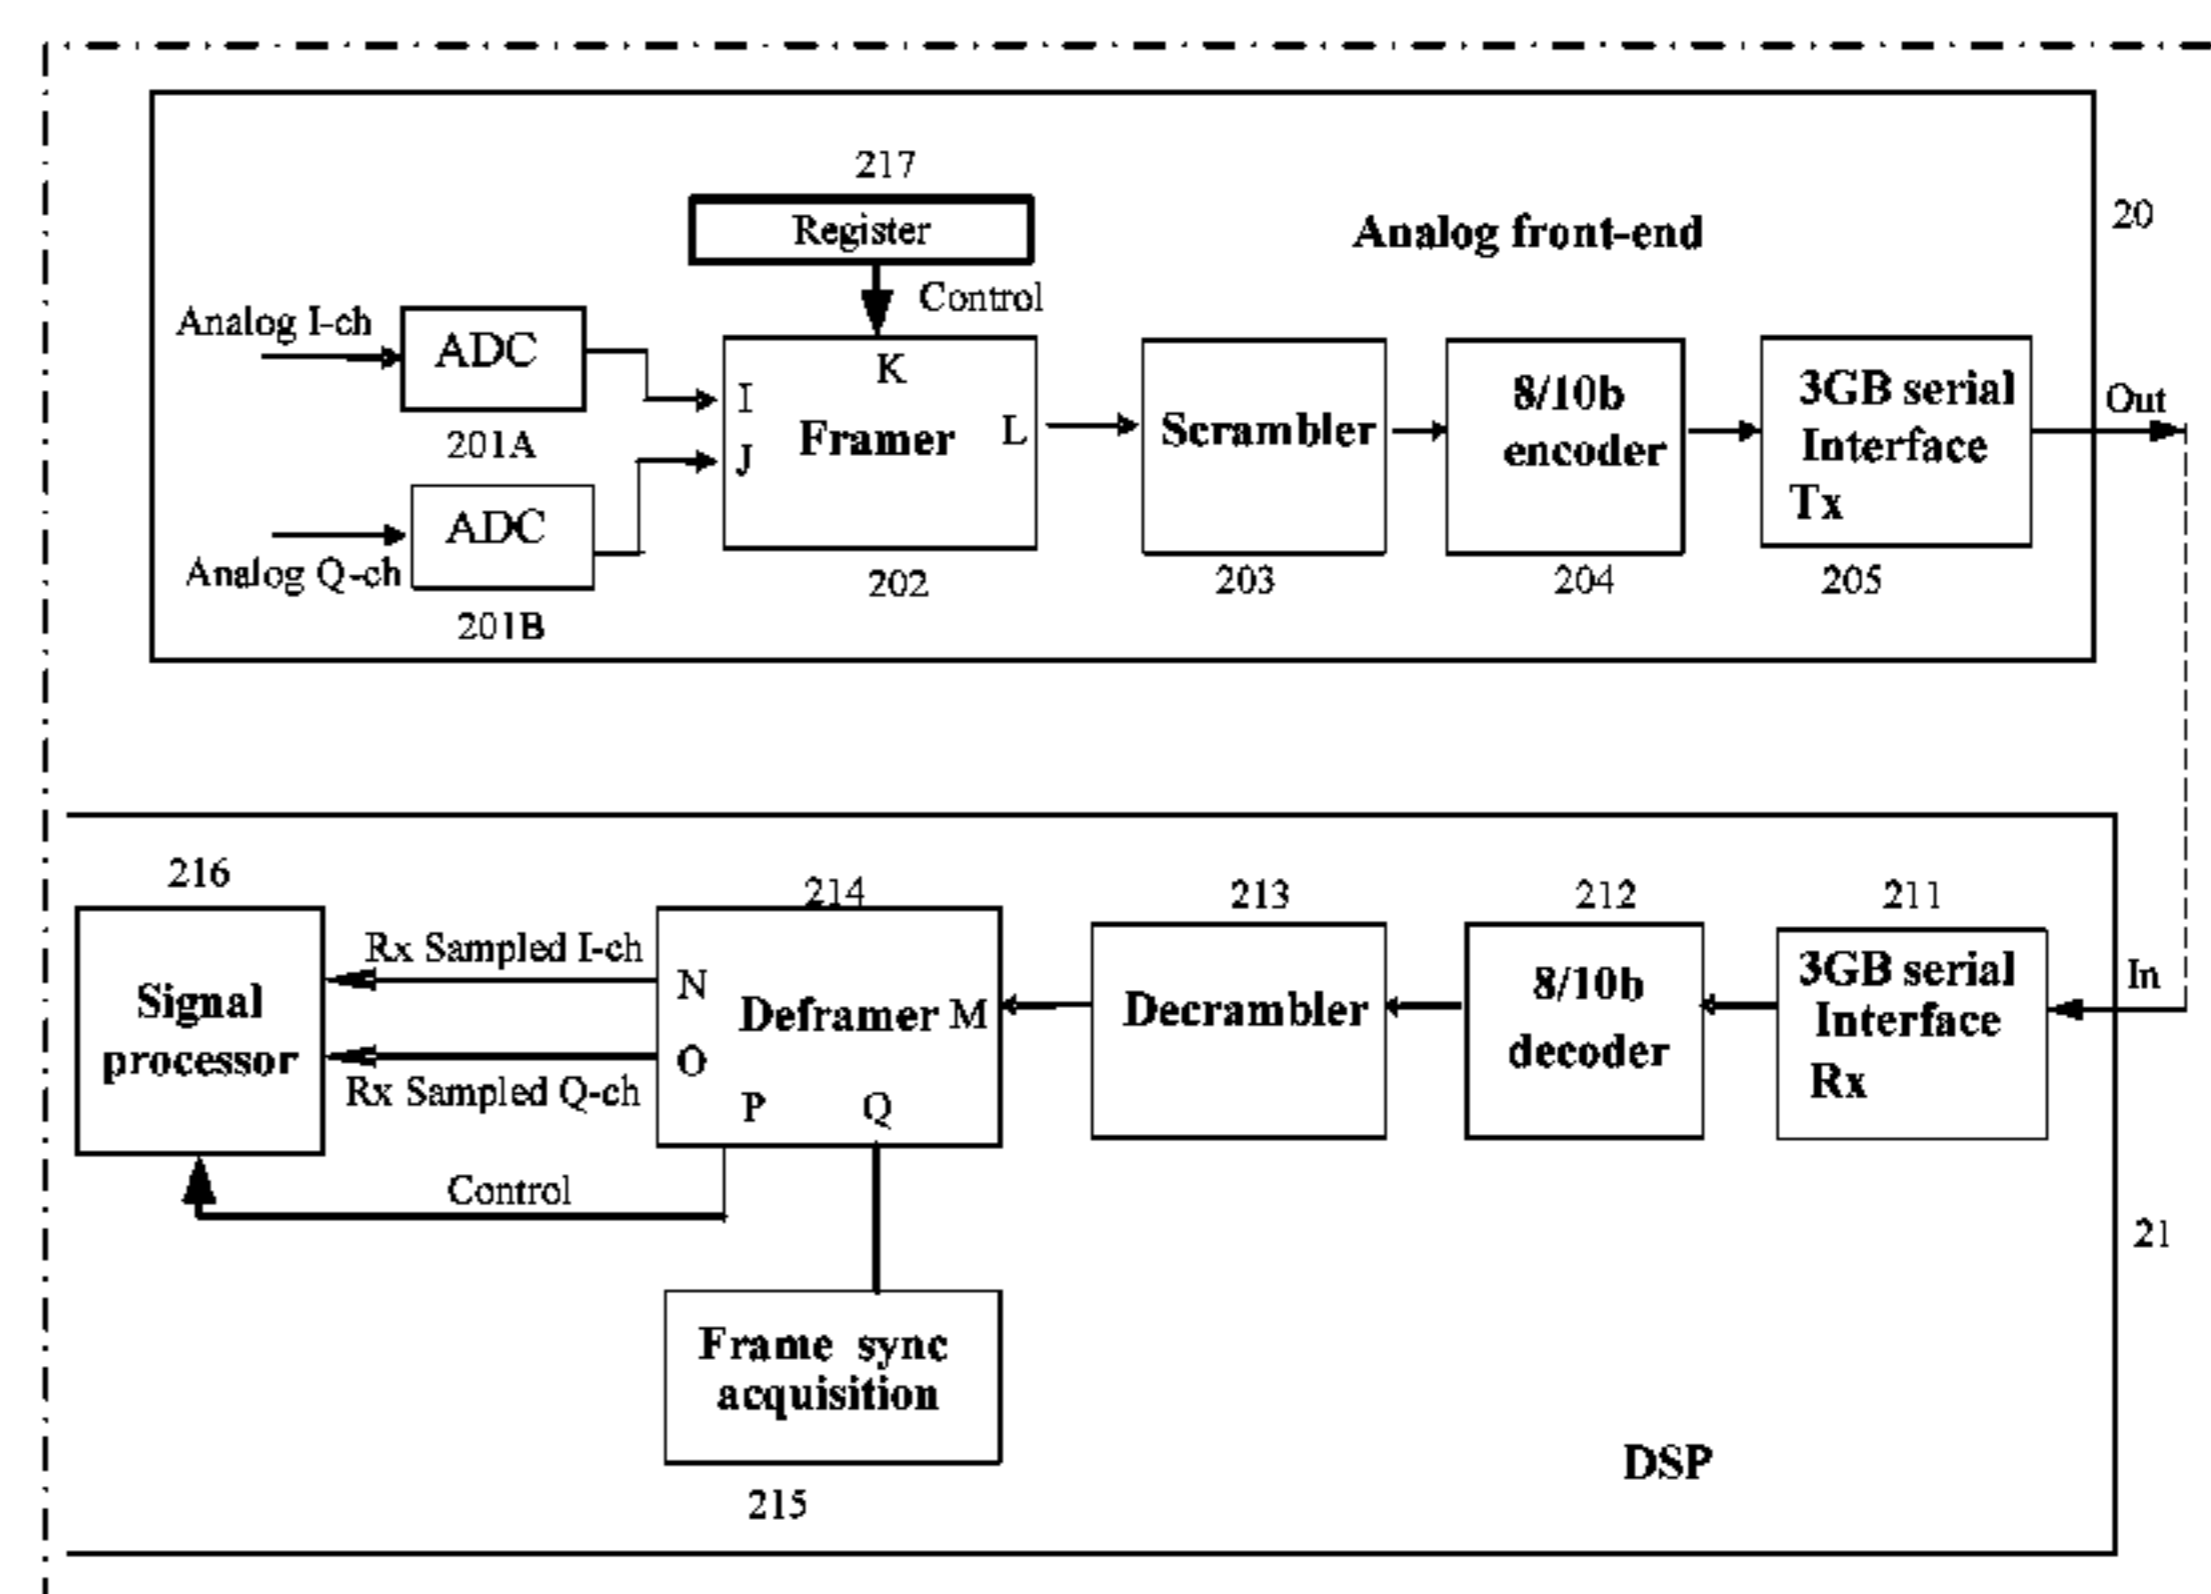 217
Register
Analog front-end
20
Control
Analog I-ch
ADC
201A
Analog Q-ch
ADC
201B
K
I
J
Framer
L
202
Scrambler
203
8/10b
encoder
204
3GB serial
Interface
Tx
205
Out
216
Signal
processor
Rx Sampled I-ch
Rx Sampled Q-ch
Control
214
N
O
Deframer
M
P
Q
213
Decrambler
212
8/10b
decoder
211
3GB serial
Interface
Rx
In
21
Frame sync
acquisition
215
DSP